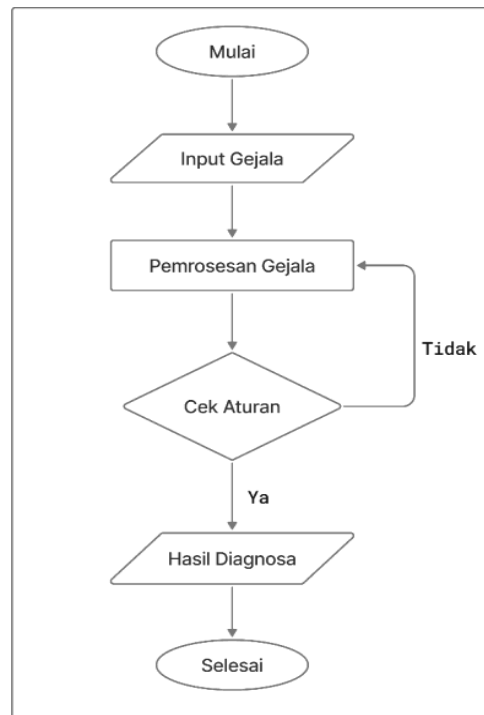 Mulai
Input Gejala
Pemrosesan Gejala
Tidak
Cek Aturan
Ya
Hasil Diagnosa
Selesai